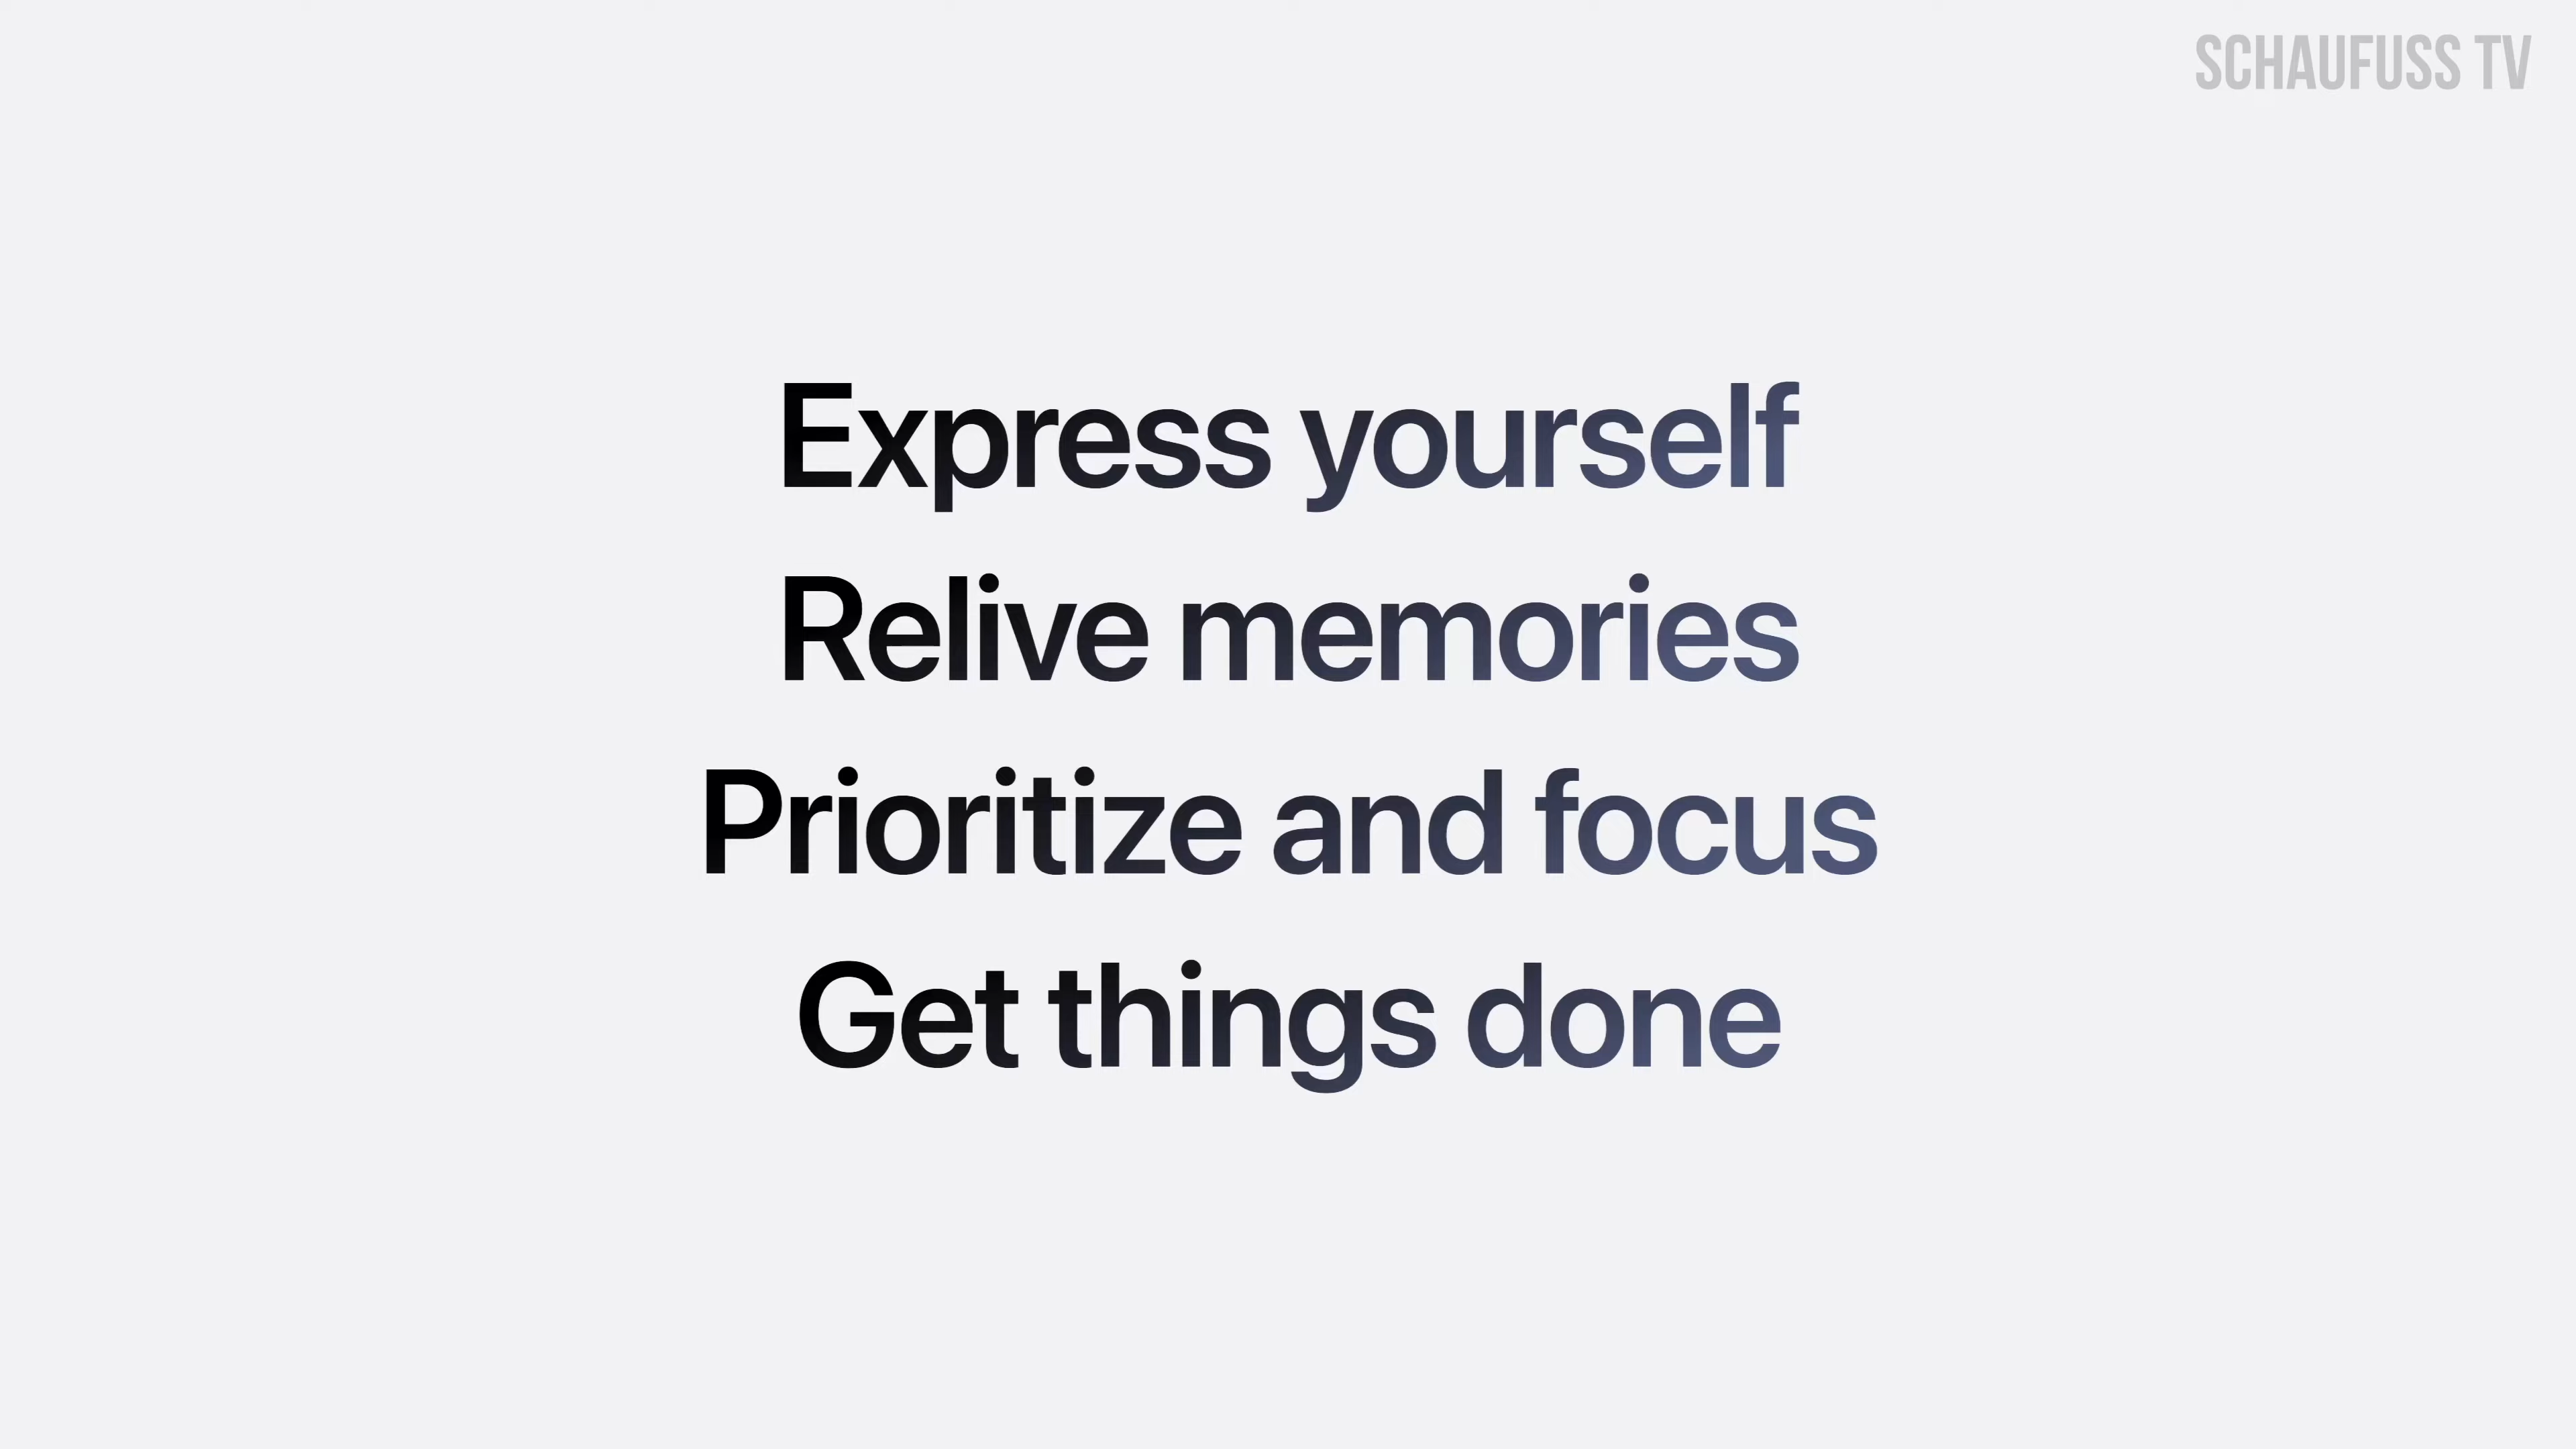 SCHAUFUSS TV
Express yourself
Relive memories
Prioritize and focus
Get things done